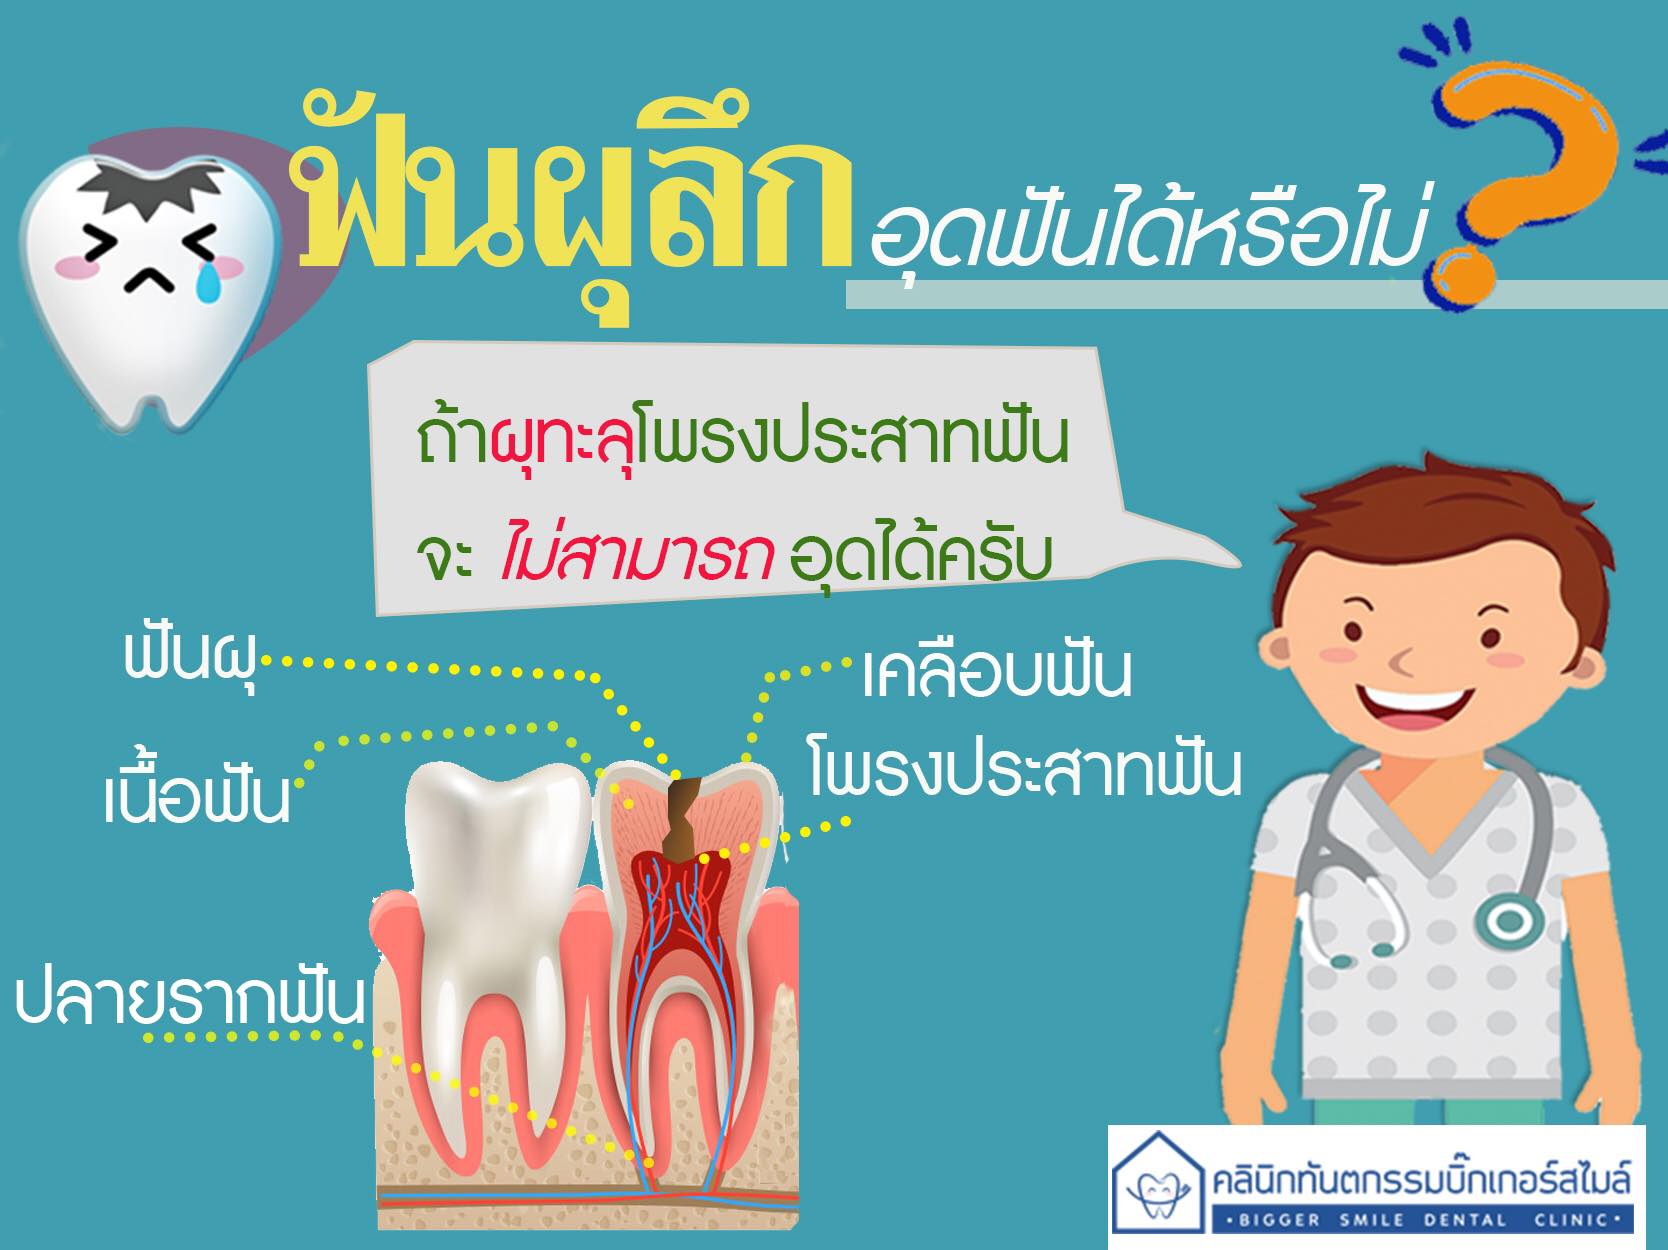 ฟันผุลึก อุดฟันได้หรือไม่
ถ้าผุทะลุโพรงประสาทฟัน
จะ ไม่สามารถ อุดได้ครับ
ฟันผุ
เคลือบฟัน
เนื้อฟัน
โพรงประสาทฟัน
ปลายรากฟัน
คลินิกทันตกรรมบิ๊กเกอร์สไมล์
• BIGGER SMILE DENTAL CLINIC •